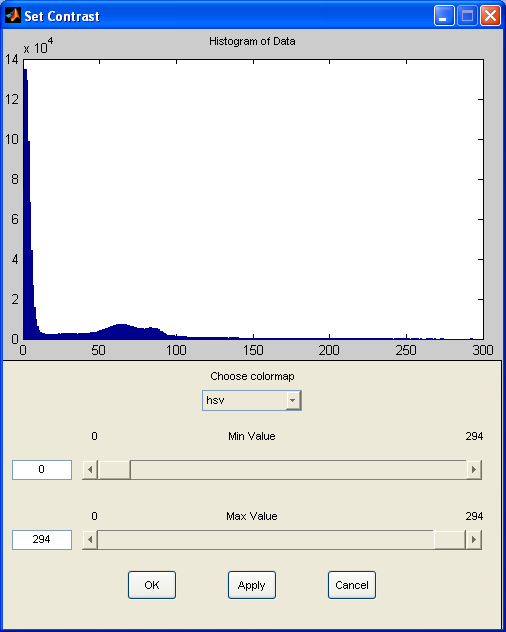 Set Contrast
Histogram of Data
x 10^4
14
12
10
8
6
4
2
0
0 50 100 150 200 250 300
Choose colormap
hsv
0 Min Value 294
0
0 Max Value 294
294
OK Apply Cancel